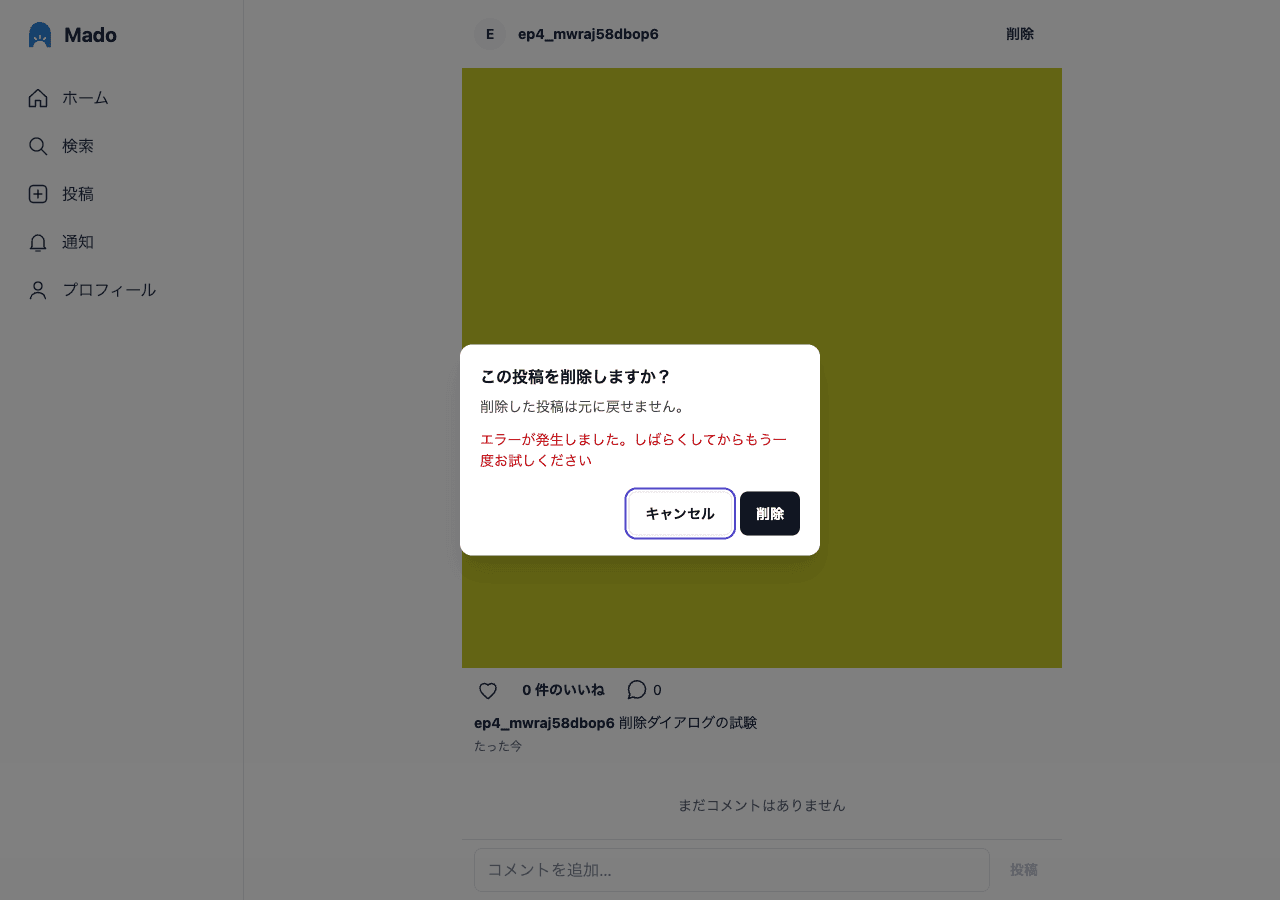 Mado
ホーム
検索
投稿
通知
プロフィール
E ep4_mwraj58dbop6 削除
この投稿を削除しますか？
削除した投稿は元に戻せません。
エラーが発生しました。しばらくしてからもう一
度お試しください
キャンセル 削除
0 件のいいね 0
ep4_mwraj58dbop6 削除ダイアログの試験
たった今
まだコメントはありません
コメントを追加... 投稿